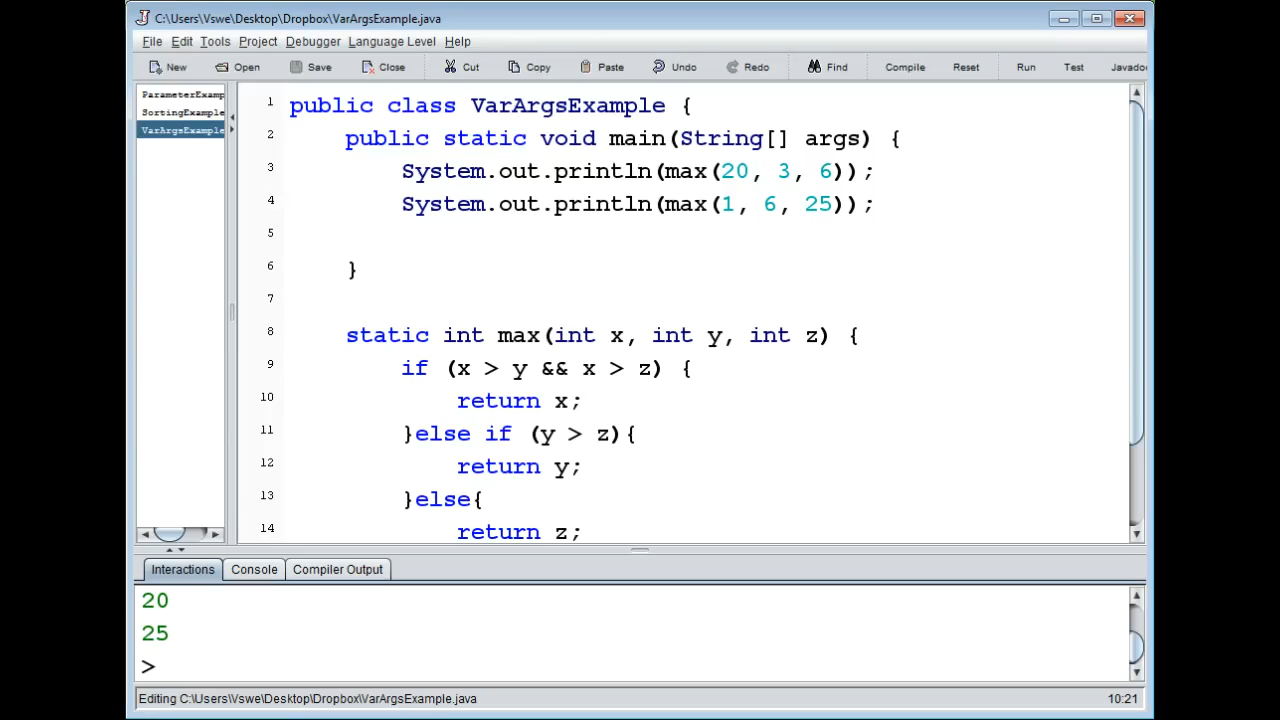 C:\Users\Vswe\Desktop\Dropbox\VarArgsExample.java
File Edit Tools Project Debugger Language Level Help
New Open Save Close Cut Copy Paste Undo Redo Find Compile Reset Run Test Javadoc
ParameterExamp
SortingExample
VarArgsExample
1 public class VarArgsExample {
2 public static void main(String[] args) {
3 System.out.println(max(20, 3, 6));
4 System.out.println(max(1, 6, 25));
5
6 }
7
8 static int max(int x, int y, int z) {
9 if (x > y && x > z) {
10 return x;
11 }else if (y > z){
12 return y;
13 }else{
14 return z;
Interactions Console Compiler Output
20
25
>
Editing C:\Users\Vswe\Desktop\Dropbox\VarArgsExample.java 10:21